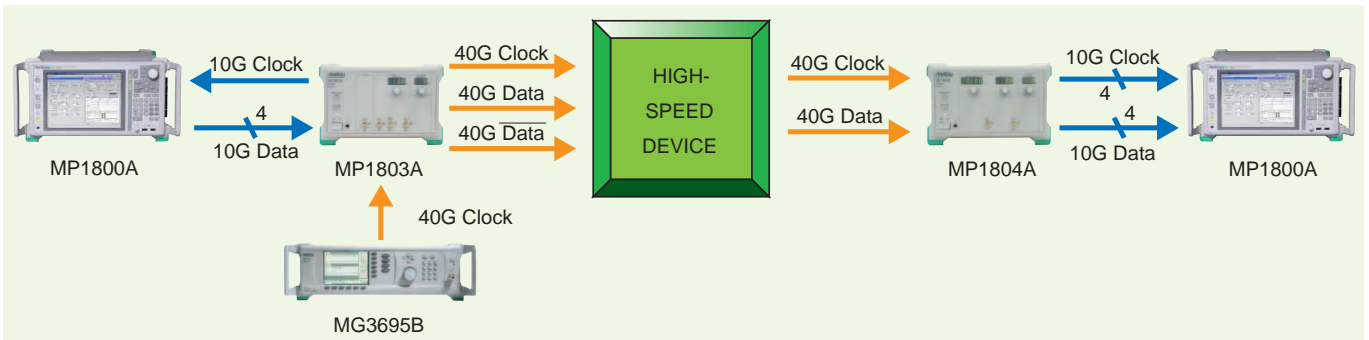 10G Clock
4
10G Data
MP1800A
MP1803A
40G Clock
40G Data
40G Data
40G Clock
MG3695B
HIGH-
SPEED
DEVICE
40G Clock
40G Data
MP1804A
10G Clock
4
4
10G Data
MP1800A